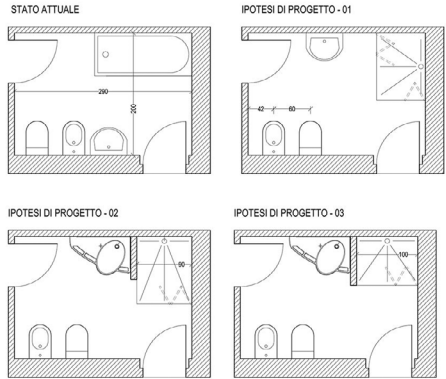 STATO ATTUALE
290
200
IPOTESI DI PROGETTO - 01
42
60
IPOTESI DI PROGETTO - 02
90
IPOTESI DI PROGETTO - 03
100